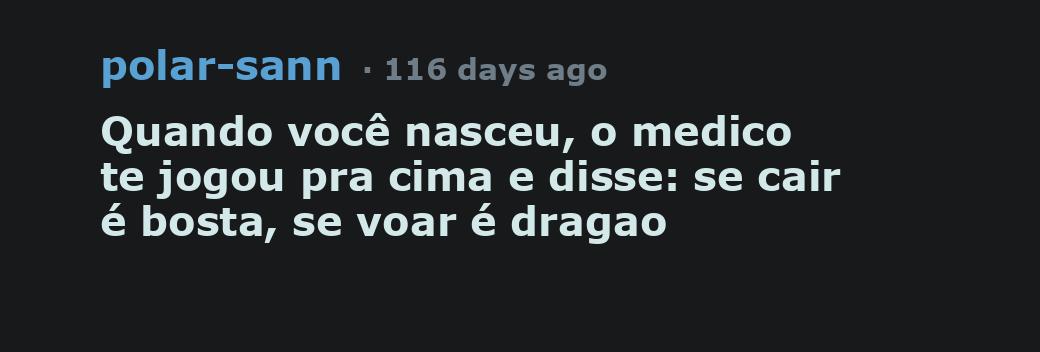 polar-sann · 116 days ago
Quando você nasceu, o medico
te jogou pra cima e disse: se cair
é bosta, se voar é dragao